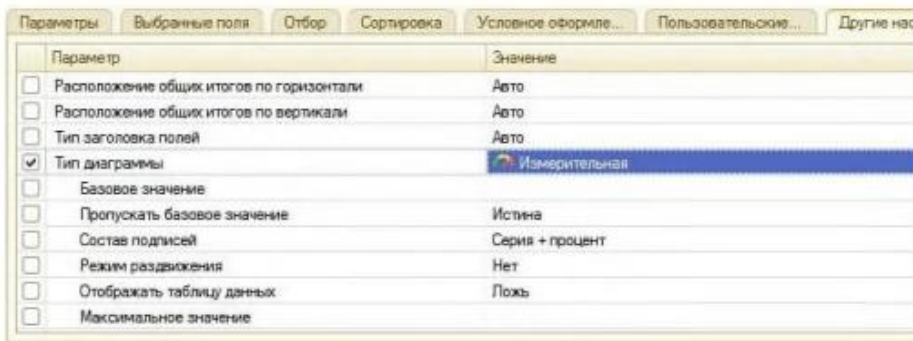 Параметры Выбранные поля Отбор Сортировка Условное оформле... Пользовательские... Другие нас
Параметр Значение
Расположение общих итогов по горизонтали Авто
Расположение общих итогов по вертикали Авто
Тип заголовка полей Авто
Тип диаграммы Измерительная
Базовое значение
Пропускать базовое значение Истина
Состав подписей Серия + процент
Режим раздвижения Нет
Отображать таблицу данных Ложь
Максимальное значение